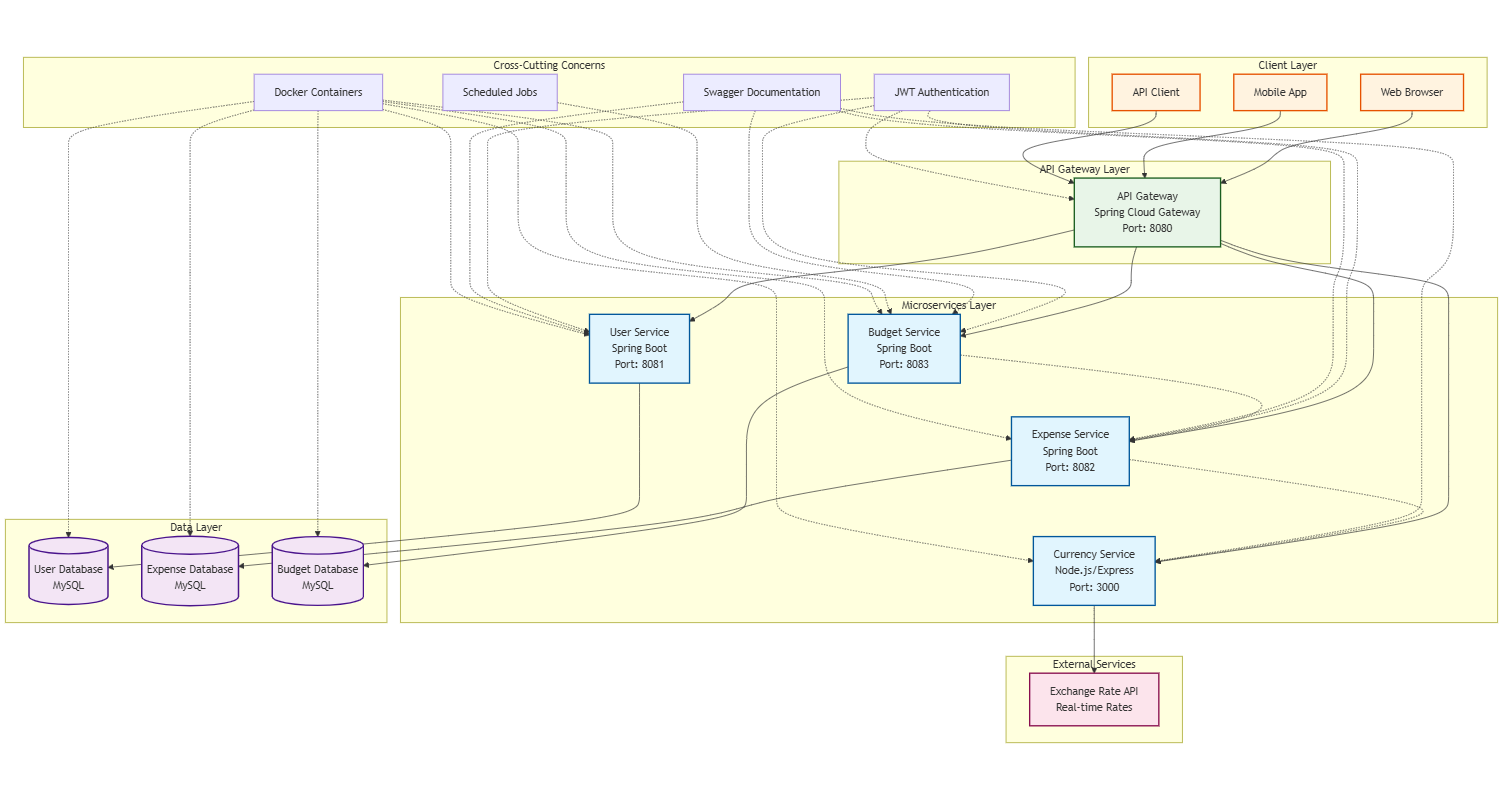 Cross-Cutting Concerns
Docker Containers
Scheduled Jobs
Swagger Documentation
JWT Authentication
Client Layer
API Client
Mobile App
Web Browser
API Gateway Layer
API Gateway
Spring Cloud Gateway
Port: 8080
Microservices Layer
User Service
Spring Boot
Port: 8081
Budget Service
Spring Boot
Port: 8083
Expense Service
Spring Boot
Port: 8082
Currency Service
Node.js/Express
Port: 3000
Data Layer
User Database
MySQL
Expense Database
MySQL
Budget Database
MySQL
External Services
Exchange Rate API
Real-time Rates